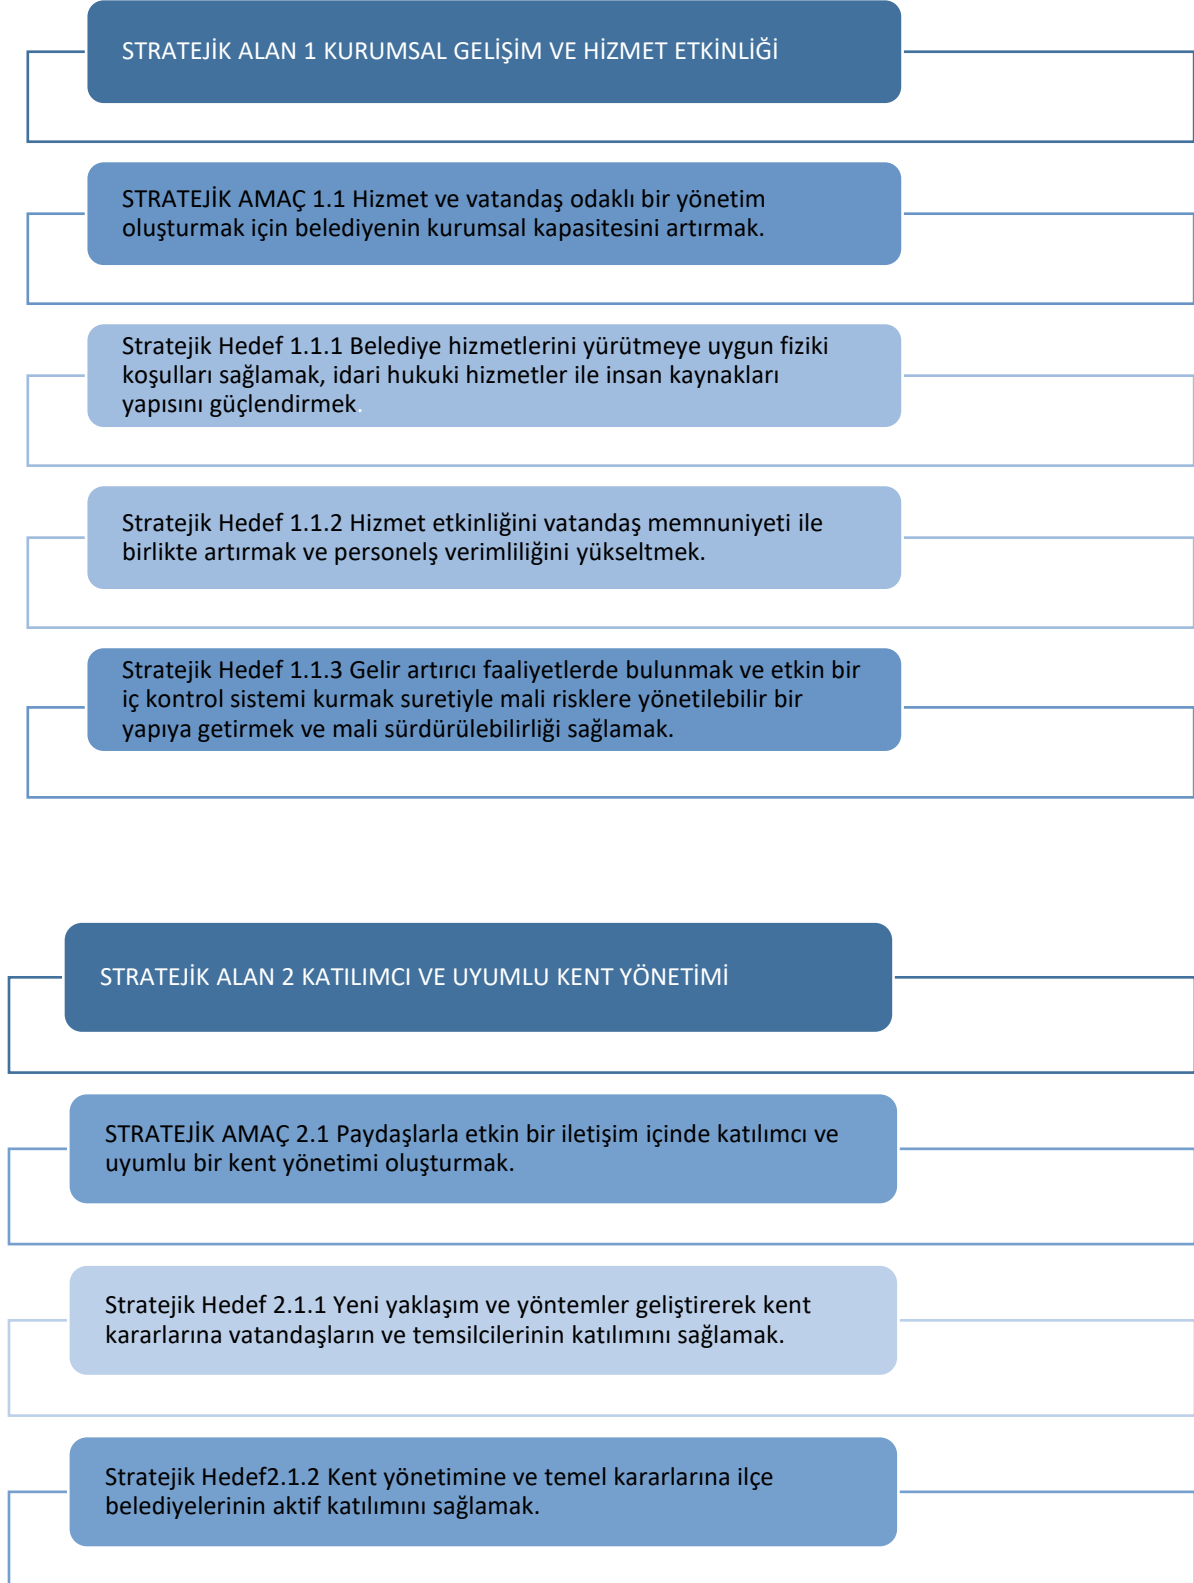 STRATEJİK ALAN 1 KURUMSAL GELİŞİM VE HİZMET ETKİNLİĞİ
STRATEJİK AMAÇ 1.1 Hizmet ve vatandaş odaklı bir yönetim
oluşturmak için belediyenin kurumsal kapasitesini artırmak.
Stratejik Hedef 1.1.1 Belediye hizmetlerini yürütmeye uygun fiziki
koşulları sağlamak, idari hukuki hizmetler ile insan kaynakları
yapısını güçlendirmek.
Stratejik Hedef 1.1.2 Hizmet etkinliğini vatandaş memnuniyeti ile
birlikte artırmak ve personelş verimliliğini yükseltmek.
Stratejik Hedef 1.1.3 Gelir artırıcı faaliyetlerde bulunmak ve etkin bir
iç kontrol sistemi kurmak suretiyle mali risklere yönetilebilir bir
yapıya getirmek ve mali sürdürülebilirliği sağlamak.
STRATEJİK ALAN 2 KATILIMCI VE UYUMLU KENT YÖNETİMİ
STRATEJİK AMAÇ 2.1 Paydaşlarla etkin bir iletişim içinde katılımcı ve
uyumlu bir kent yönetimi oluşturmak.
Stratejik Hedef 2.1.1 Yeni yaklaşım ve yöntemler geliştirerek kent
kararlarına vatandaşların ve temsilcilerinin katılımını sağlamak.
Stratejik Hedef2.1.2 Kent yönetimine ve temel kararlarına ilçe
belediyelerinin aktif katılımını sağlamak.